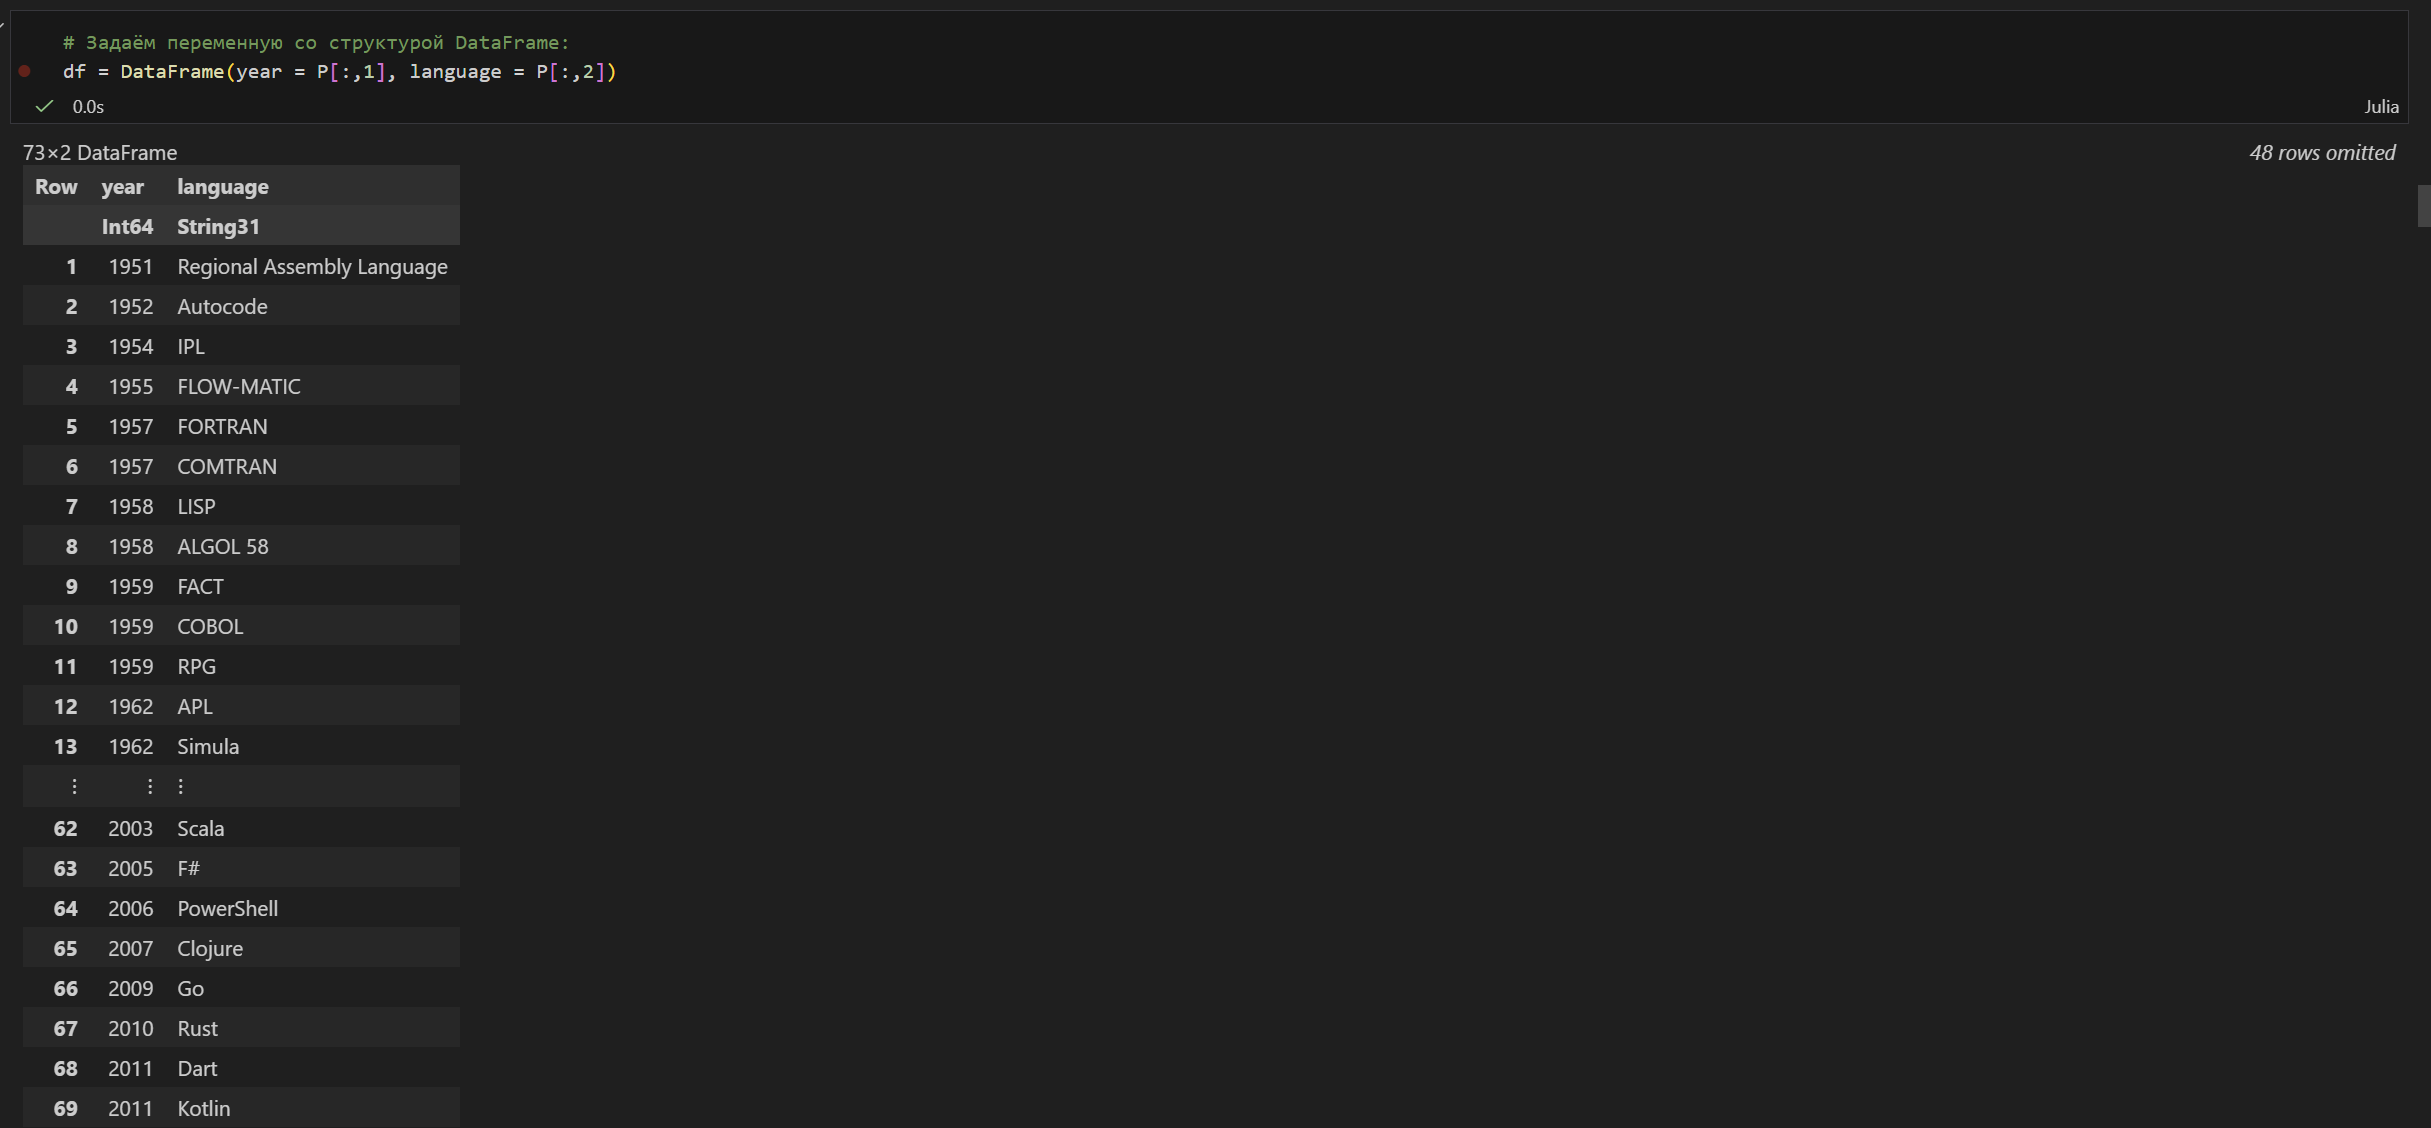 # Задаём переменную со структурой DataFrame:
df = DataFrame(year = P[:,1], language = P[:,2])
0.0s Julia
73×2 DataFrame 48 rows omitted
Row year language
Int64 String31
1 1951 Regional Assembly Language
2 1952 Autocode
3 1954 IPL
4 1955 FLOW-MATIC
5 1957 FORTRAN
6 1957 COMTRAN
7 1958 LISP
8 1958 ALGOL 58
9 1959 FACT
10 1959 COBOL
11 1959 RPG
12 1962 APL
13 1962 Simula
⋮ ⋮ ⋮
62 2003 Scala
63 2005 F#
64 2006 PowerShell
65 2007 Clojure
66 2009 Go
67 2010 Rust
68 2011 Dart
69 2011 Kotlin